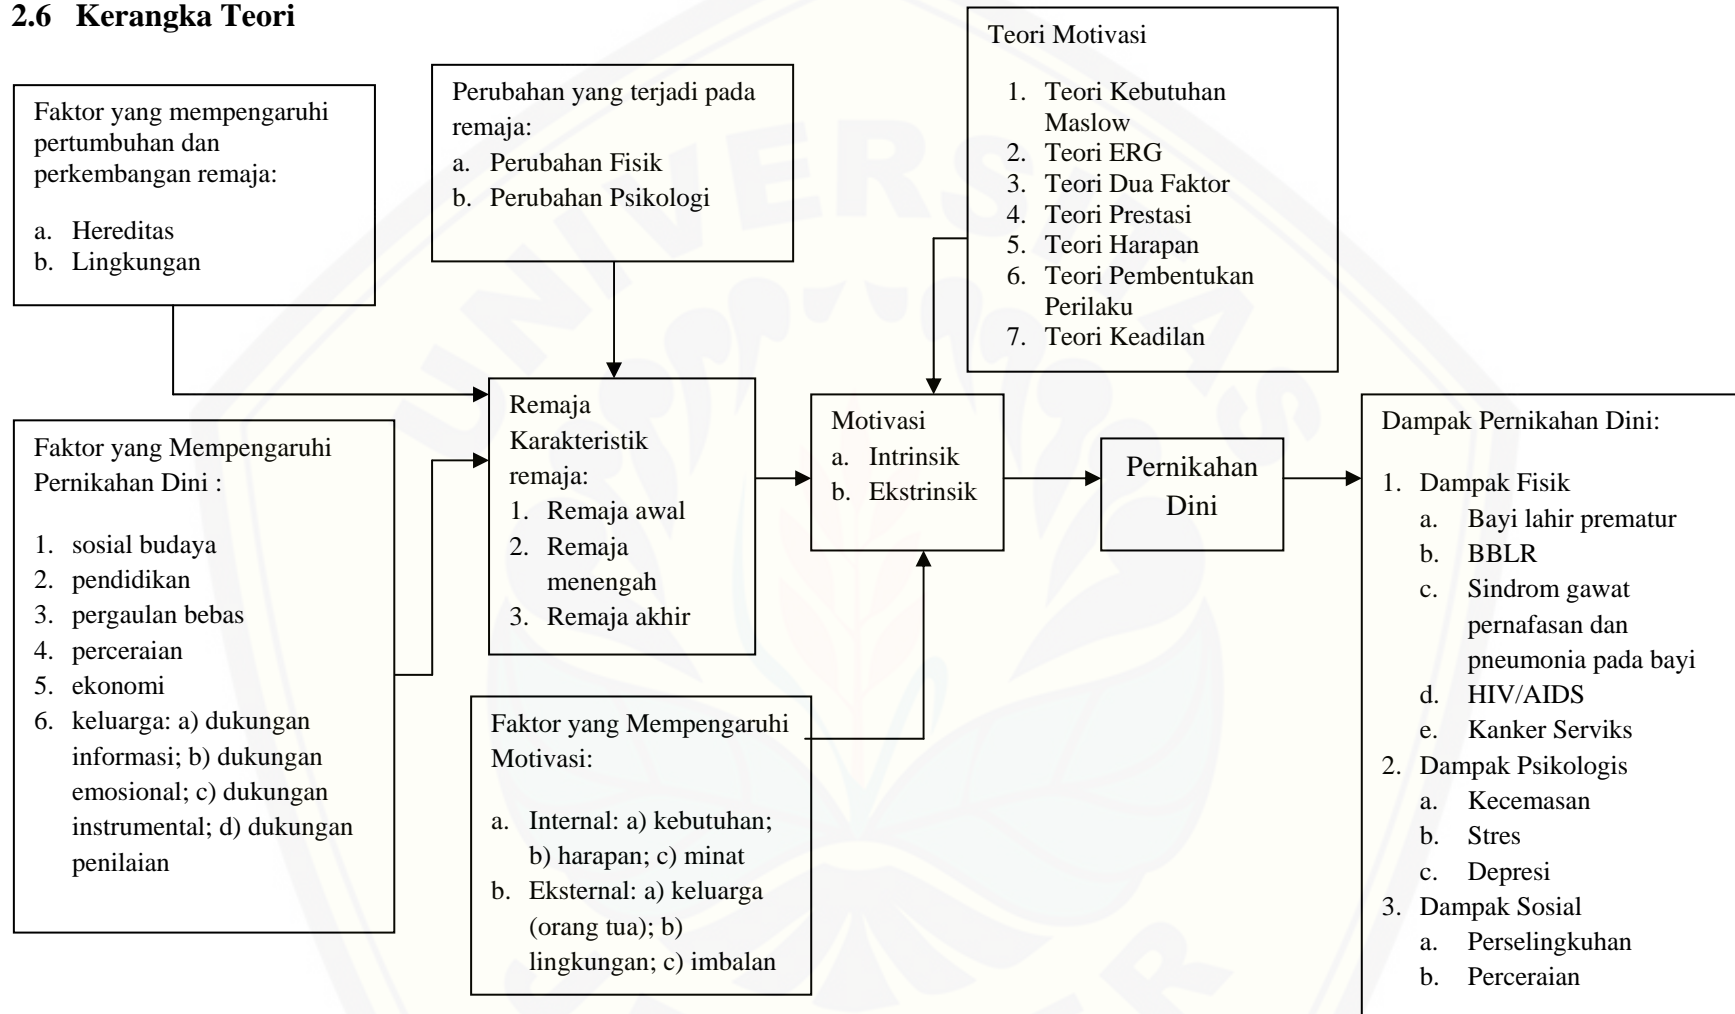 2.6 Kerangka Teori
Faktor yang mempengaruhi
pertumbuhan dan
perkembangan remaja:
a. Hereditas
b. Lingkungan
Perubahan yang terjadi pada
remaja:
a. Perubahan Fisik
b. Perubahan Psikologi
Teori Motivasi
1. Teori Kebutuhan
Maslow
2. Teori ERG
3. Teori Dua Faktor
4. Teori Prestasi
5. Teori Harapan
6. Teori Pembentukan
Perilaku
7. Teori Keadilan
Faktor yang Mempengaruhi
Pernikahan Dini :
1. sosial budaya
2. pendidikan
3. pergaulan bebas
4. perceraian
5. ekonomi
6. keluarga: a) dukungan
informasi; b) dukungan
emosional; c) dukungan
instrumental; d) dukungan
penilaian
Remaja
Karakteristik
remaja:
1. Remaja awal
2. Remaja
menengah
3. Remaja akhir
Motivasi
a. Intrinsik
b. Ekstrinsik
Pernikahan
Dini
Faktor yang Mempengaruhi
Motivasi:
a. Internal: a) kebutuhan;
b) harapan; c) minat
b. Eksternal: a) keluarga
(orang tua); b)
lingkungan; c) imbalan
Dampak Pernikahan Dini:
1. Dampak Fisik
a. Bayi lahir prematur
b. BBLR
c. Sindrom gawat
pernafasan dan
pneumonia pada bayi
d. HIV/AIDS
e. Kanker Serviks
2. Dampak Psikologis
a. Kecemasan
b. Stres
c. Depresi
3. Dampak Sosial
a. Perselingkuhan
b. Perceraian
UNIVERSITAS